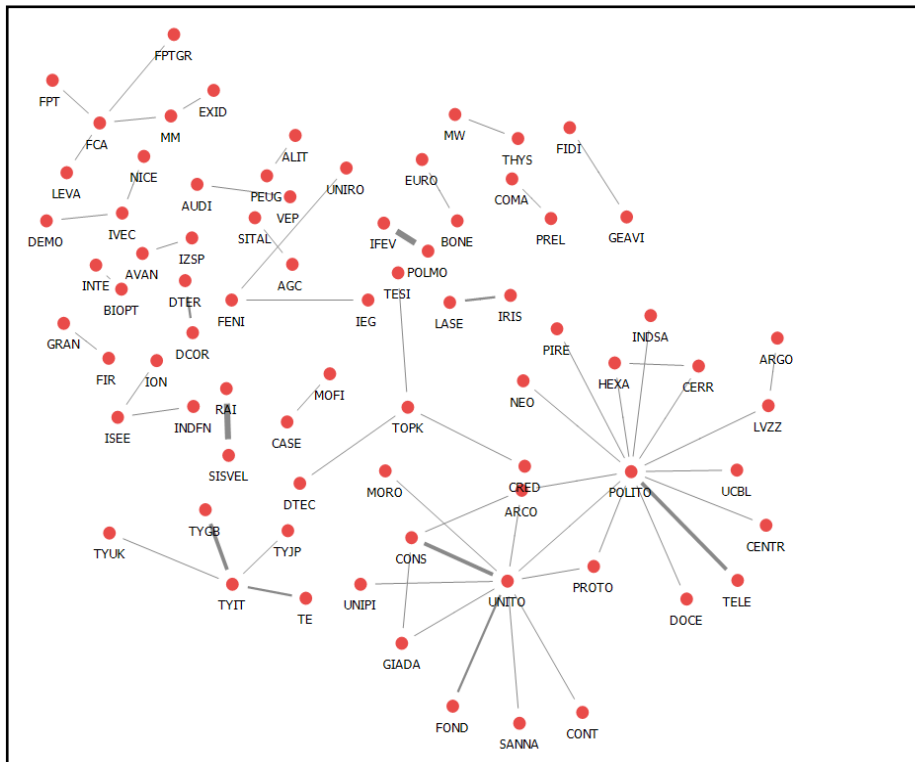 FPTGR
FPT
EXID
FCA
MM
MW
ALIT
THYS
FIDI
NICE
LEVA
AUDI
PEUG
UNIRO
EURO
COMA
VEP
DEMO
IVEC
SITAL
IFEV
BONE
PREL
GEAVI
IZSP
AVAN
POLMO
INTE
AGC
TESI
BIOPT
DTER
FENI
IEG
LASE
IRIS
GRAN
DCOR
PIRE
INDSA
FIR
ION
ARGO
HEXA
CERR
MOFI
NEO
RAI
ISEE
INDFN
CASE
TOPK
LVZZ
SISVEL
DTEC
MORO
CRED
POLITO
UCBL
ARCO
TYGB
TYUK
TYJP
CONS
CENTR
TYIT
TE
UNIPI
UNITO
PROTO
TELE
DOCE
GIADA
FOND
SANNA
CONT